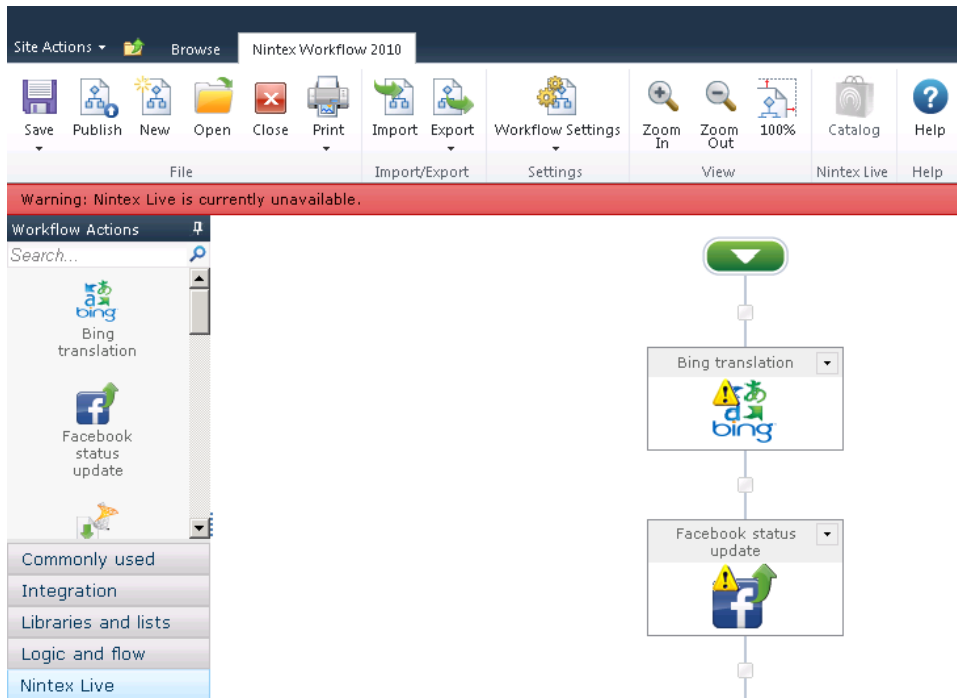 Site Actions Browse Nintex Workflow 2010
Save Publish New Open Close Print Import Export Workflow Settings Zoom In Zoom Out 100% Catalog Help
File Import/Export Settings View Nintex Live Help
Warning: Nintex Live is currently unavailable.
Workflow Actions
Search...
あ
a
bing
Bing
translation
f
Facebook
status
update
Commonly used
Integration
Libraries and lists
Logic and flow
Nintex Live
Bing translation
あ
a
bing
Facebook status
update
f